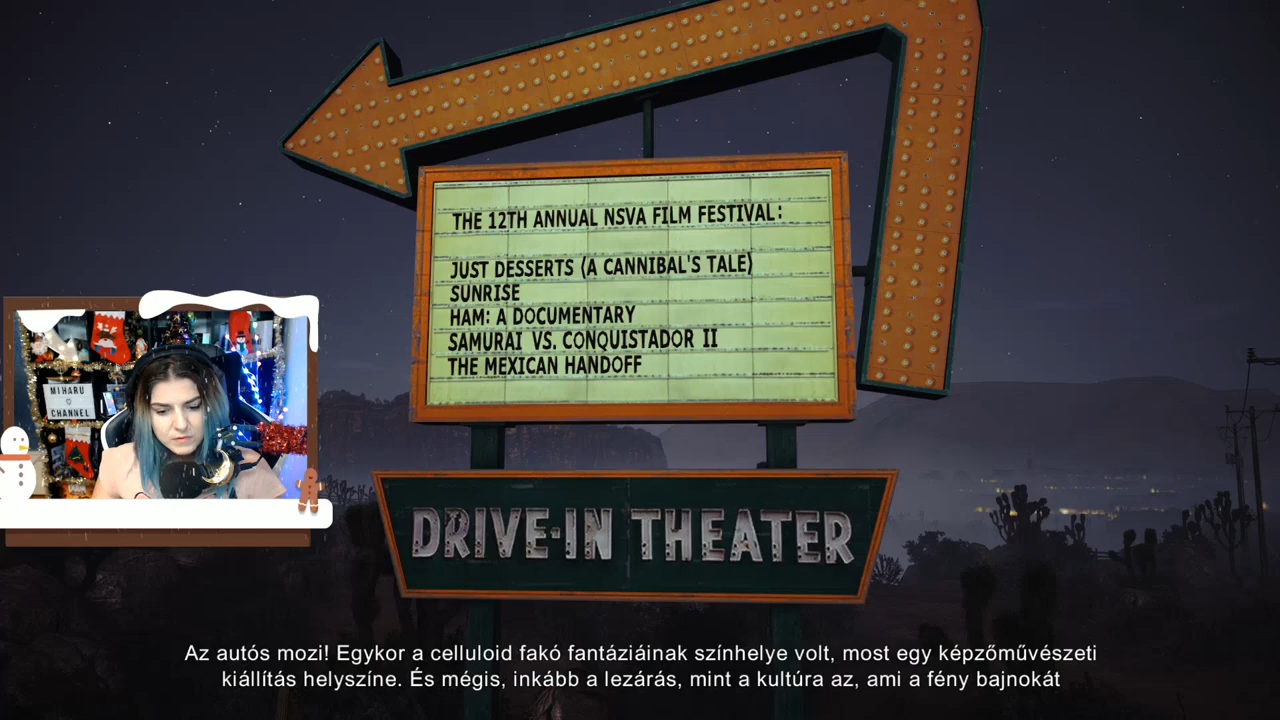 THE 12TH ANNUAL NSVA FILM FESTIVAL:
JUST DESSERTS (A CANNIBAL'S TALE)
SUNRISE
HAM: A DOCUMENTARY
SAMURAI VS. CONQUISTADOR II
THE MEXICAN HANDOFF
MIHARU
♡
CHANNEL
DRIVE-IN THEATER
Az autós mozi! Egykor a celluloid fakó fantáziáinak színhelye volt, most egy képzőművészeti
kiállítás helyszíne. És mégis, inkább a lezárás, mint a kultúra az, ami a fény bajnokát